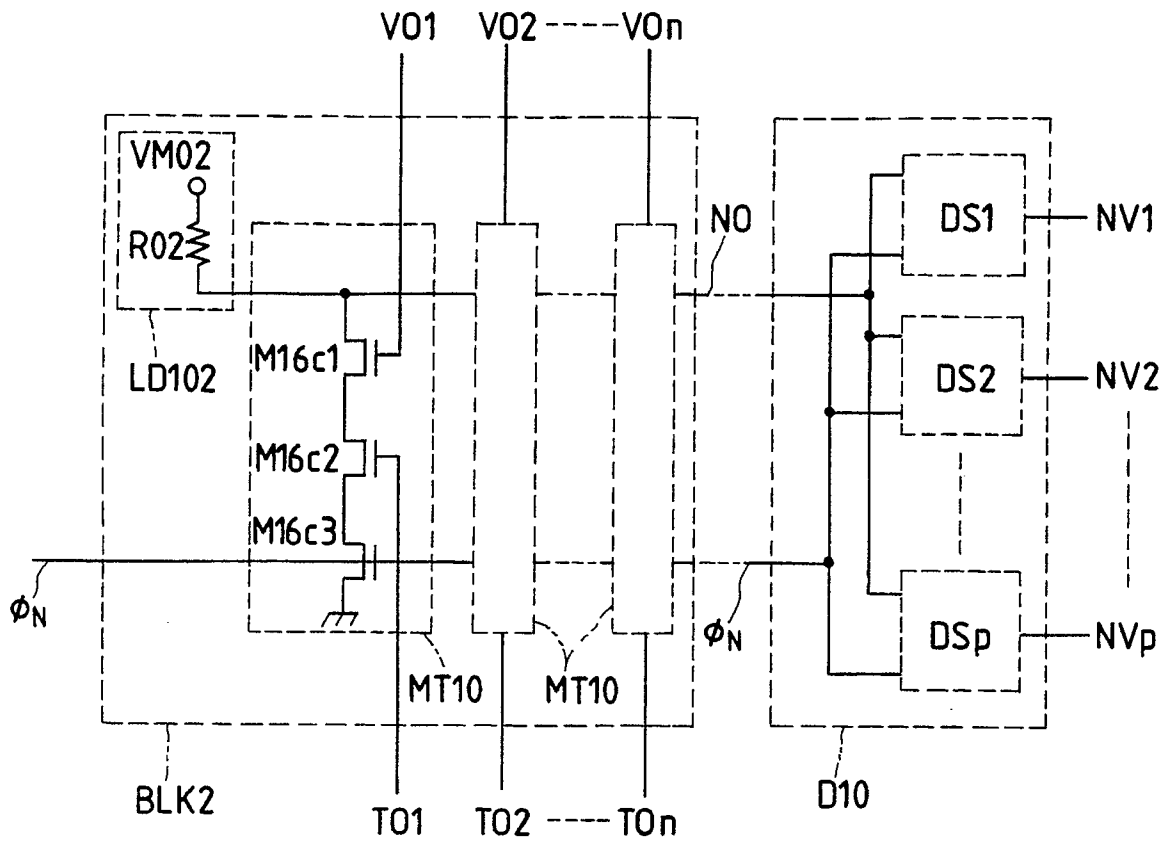 VO1 VO2 VOn
VM02
R02
LD102
NO
DS1 NV1
M16c1
DS2 NV2
M16c2
M16c3
ϕN
ϕN
DSp NVp
MT10 MT10
BLK2
D10
TO1 TO2 TOn